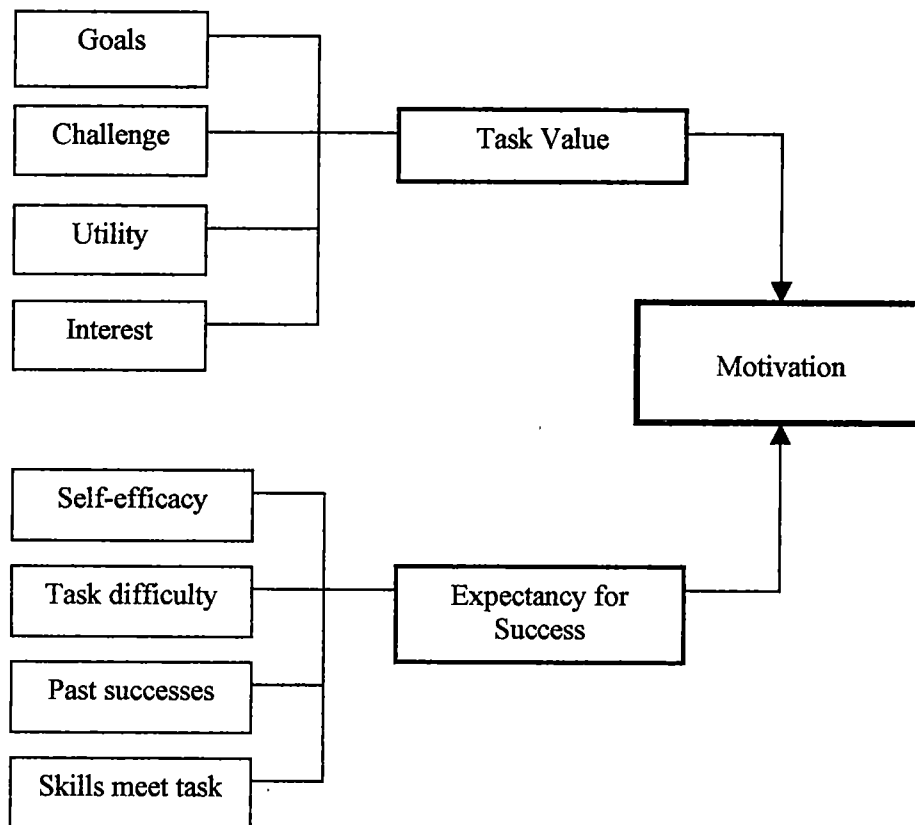 Goals
Challenge
Utility
Interest
Task Value
Motivation
Self-efficacy
Task difficulty
Past successes
Skills meet task
Expectancy for
Success